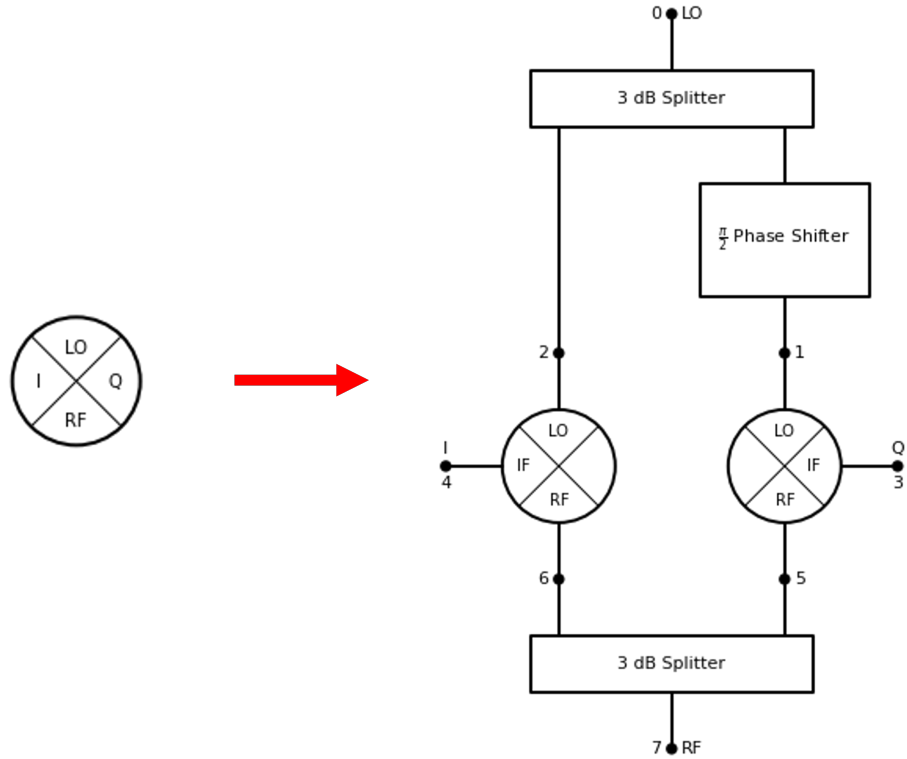 0 LO
3 dB Splitter
π/2 Phase Shifter
LO
I Q
RF
2
1
LO
IF
RF
LO
IF
RF
I
4
Q
3
6
5
3 dB Splitter
7 RF